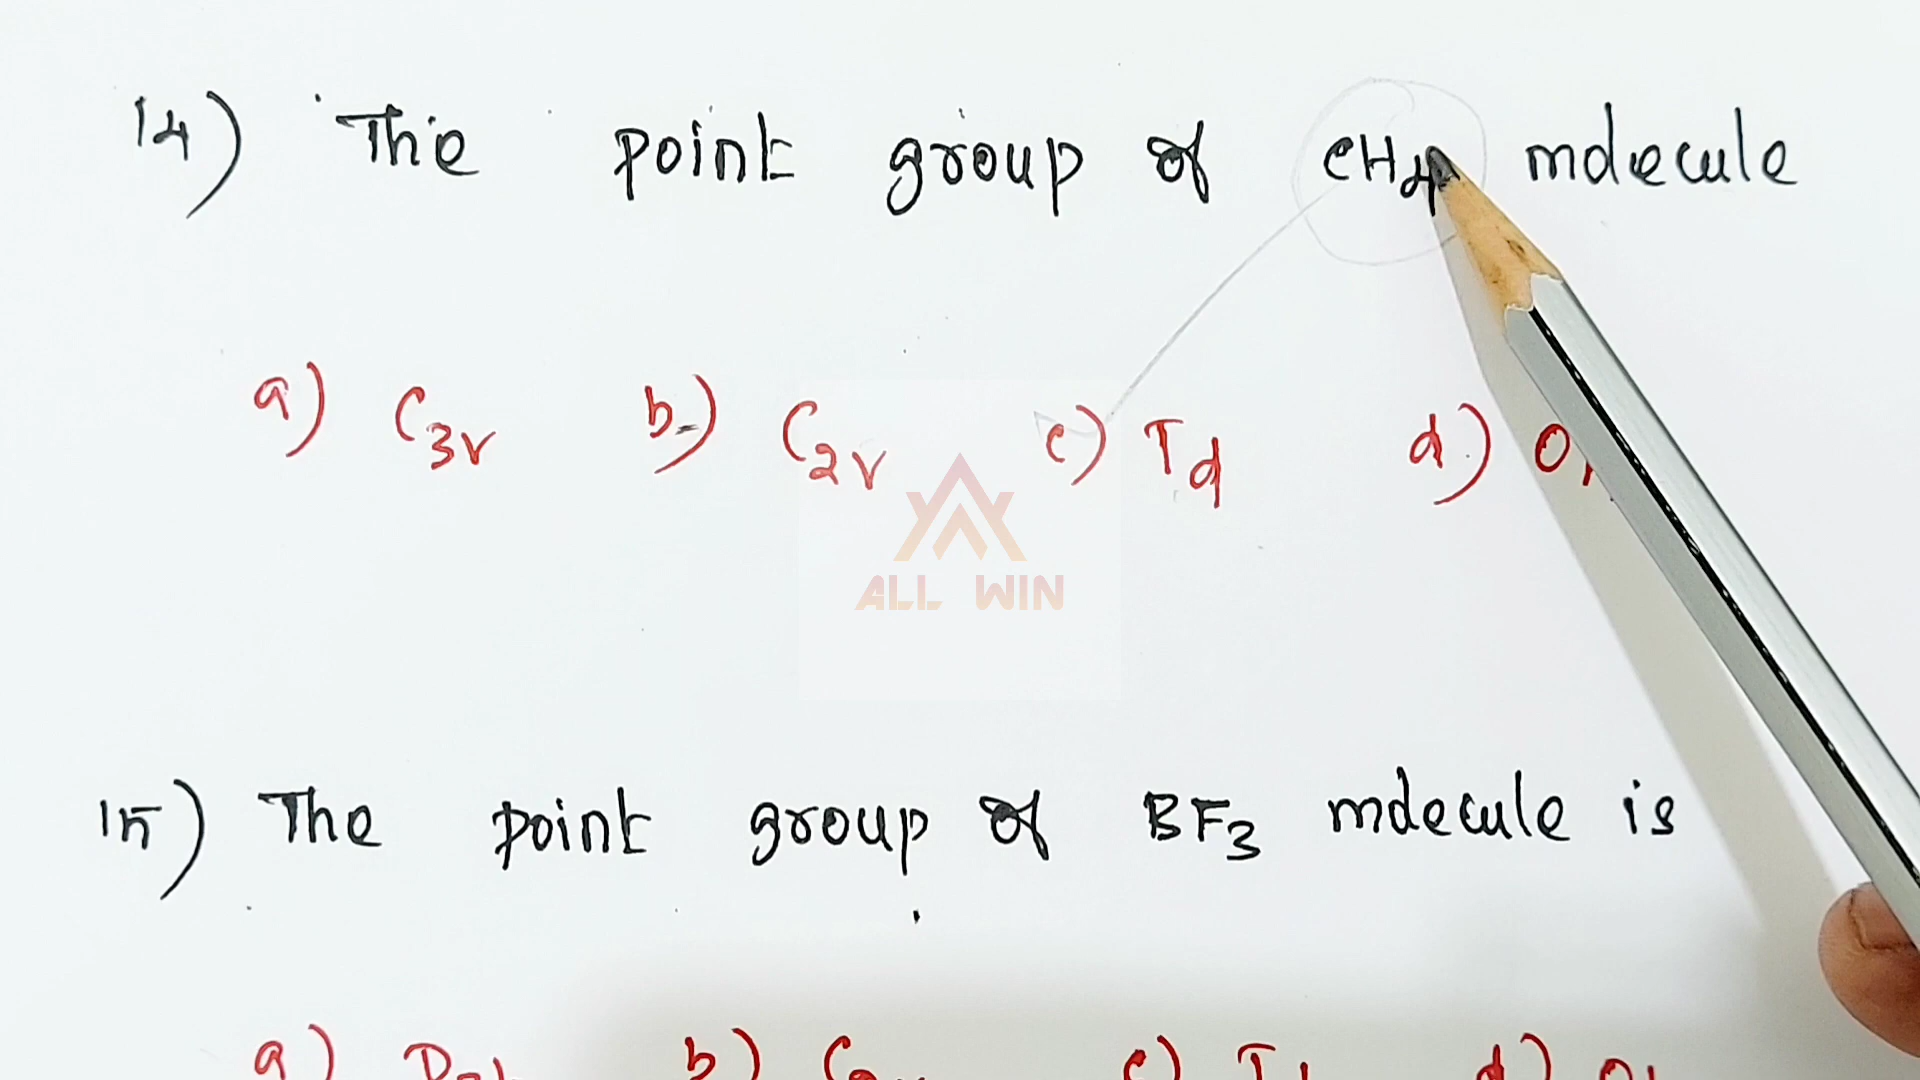 14) The point group of CH4 molecule
a) C3v b) C2v c) Td d)
ALL WIN
15) The point group of BF3 molecule is
a) b) c) d)